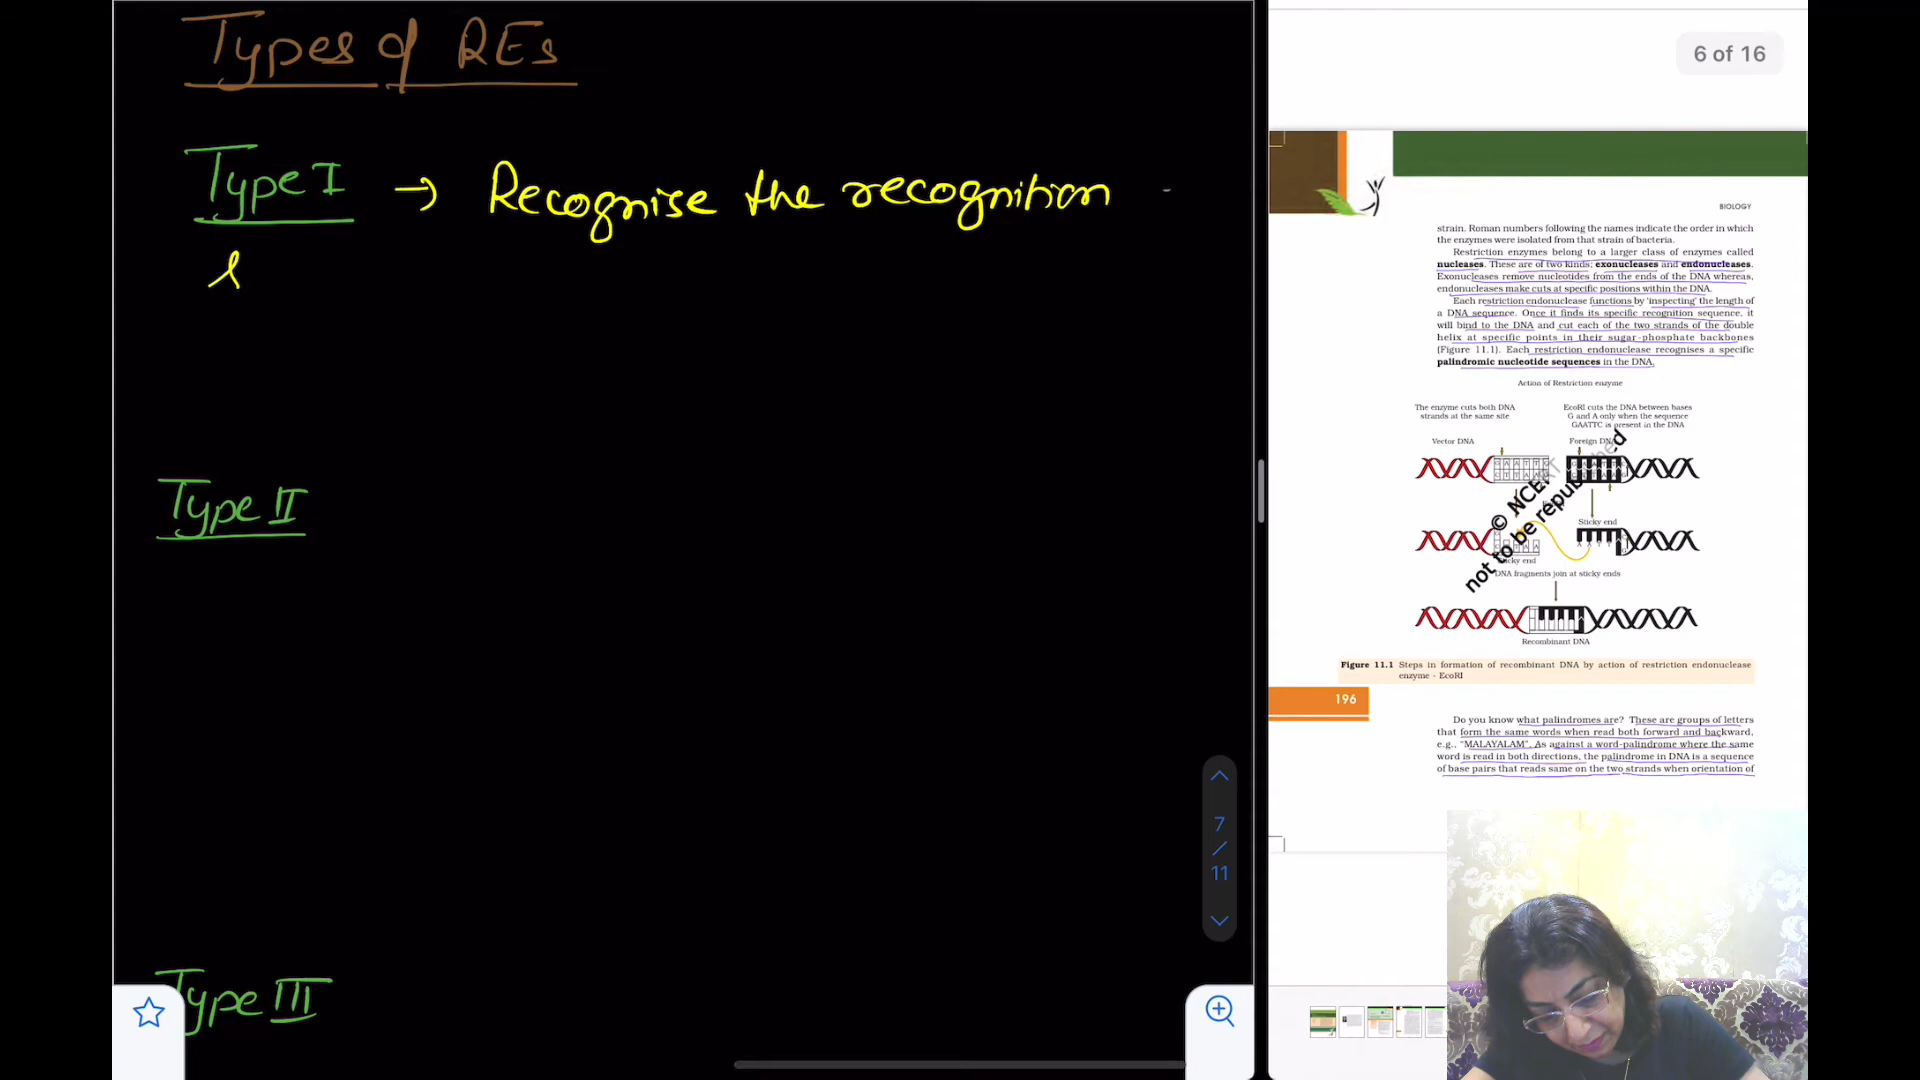 Types of REs
Type I → Recognise the recognition -
Type II
Type III
7
/
11
6 of 16
BIOLOGY
strain. Roman numbers following the names indicate the order in which
the enzymes were isolated from that strain of bacteria.
Restriction enzymes belong to a larger class of enzymes called
nucleases. These are of two kinds; exonucleases and endonucleases.
Exonucleases remove nucleotides from the ends of the DNA whereas,
endonucleases make cuts at specific positions within the DNA.
Each restriction endonuclease functions by 'inspecting' the length of
a DNA sequence. Once it finds its specific recognition sequence, it
will bind to the DNA and cut each of the two strands of the double
helix at specific points in their sugar-phosphate backbones
(Figure 11.1). Each restriction endonuclease recognises a specific
palindromic nucleotide sequences in the DNA.
Action of Restriction enzyme
The enzyme cuts both DNA
strands at the same site
EcoRI cuts the DNA between bases
G and A only when the sequence
GAATTC is present in the DNA
Vector DNA
Foreign DNA
© NCERT
not to be republished
Sticky end
Sticky end
DNA fragments join at sticky ends
Recombinant DNA
Figure 11.1 Steps in formation of recombinant DNA by action of restriction endonuclease
enzyme - EcoRI
196
Do you know what palindromes are? These are groups of letters
that form the same words when read both forward and backward,
e.g., "MALAYALAM". As against a word-palindrome where the same
word is read in both directions, the palindrome in DNA is a sequence
of base pairs that reads same on the two strands when orientation of